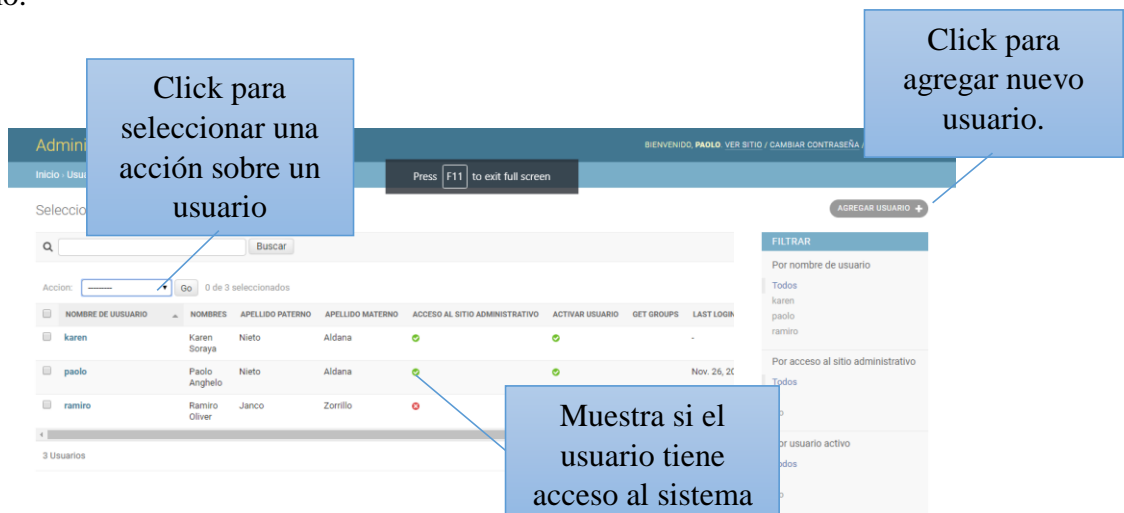 Click para
agregar nuevo
usuario.
Click para
seleccionar una
acción sobre un
usuario
BIENVENIDO, PAOLO. VER SITIO / CAMBIAR CONTRASEÑA /
Inicio ›
Press F11 to exit full screen
AGREGAR USUARIO +
Buscar
FILTRAR
Por nombre de usuario
Todos
karen
paolo
ramiro
Accion: --------- Go 0 de 3 seleccionados
NOMBRE DE UUSUARIO NOMBRES APELLIDO PATERNO APELLIDO MATERNO ACCESO AL SITIO ADMINISTRATIVO ACTIVAR USUARIO GET GROUPS LAST LOGIN
karen Karen Soraya Nieto Aldana -
paolo Paolo Anghelo Nieto Aldana Nov. 26, 20
ramiro Ramiro Oliver Janco Zorrillo
3 Usuarios
Por acceso al sitio administrativo
Todos
Muestra si el
usuario tiene
acceso al sistema
usuario activo